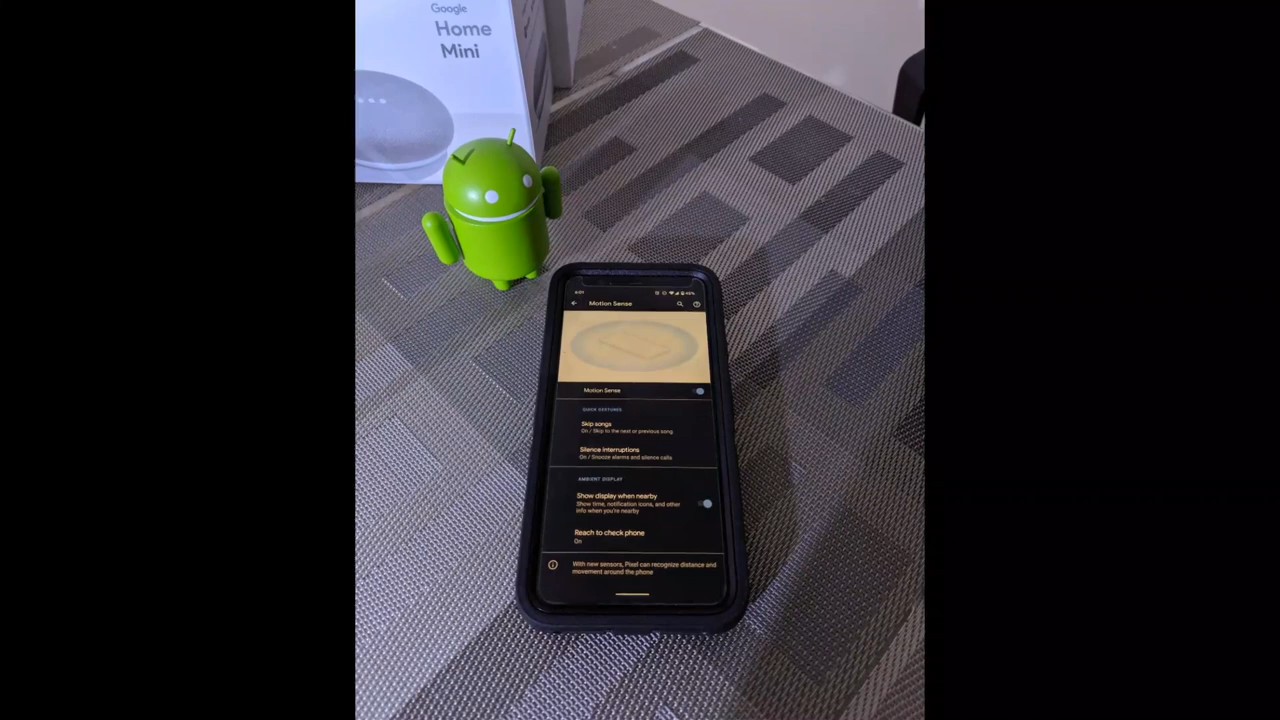 Google
Home
Mini
Motion Sense
Motion Sense
QUICK GESTURES
Skip songs
On / Skip to the next or previous song
Silence interruptions
On / Snooze alarms and silence calls
AMBIENT DISPLAY
Show display when nearby
Show time, notification icons, and other
info when you're nearby
Reach to check phone
On
With new sensors, Pixel can recognize distance and
movement around the phone